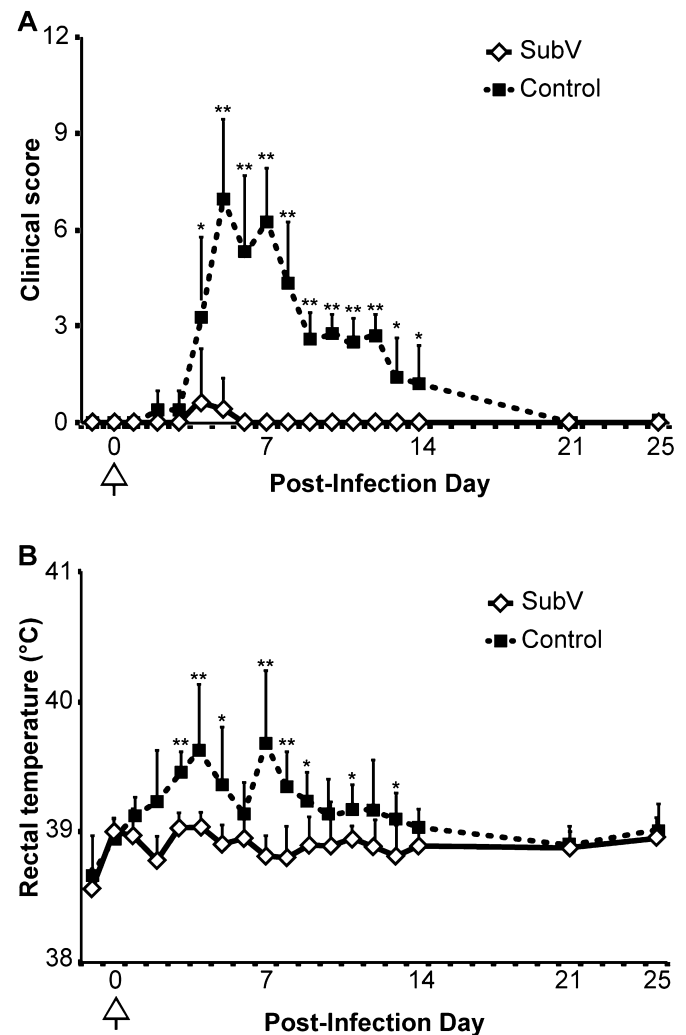 A
12
SubV
Control
**
9
**
**
**
*
6
Clinical score
** ** ** **
3
* *
0
0 7 14 21 25
Post-Infection Day
B
41
SubV
Control
**
**
40
*
** **
*
* *
Rectal temperature (°C)
39
38
0 7 14 21 25
Post-Infection Day